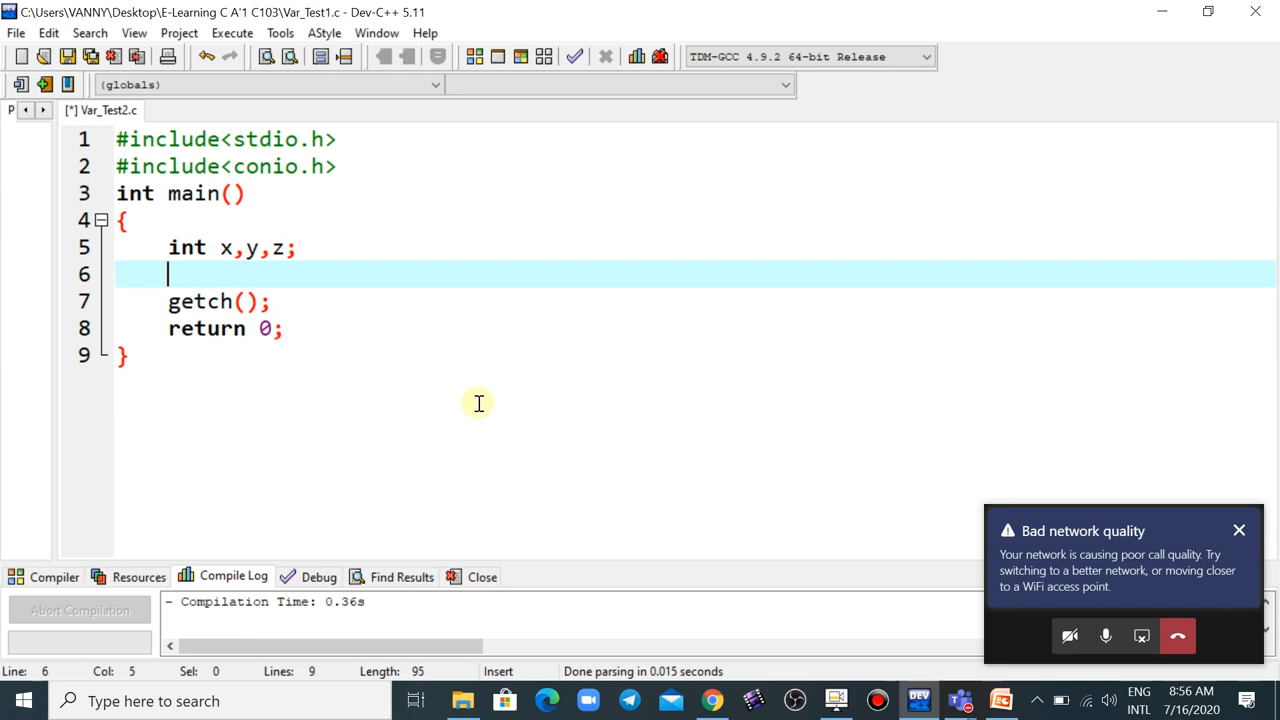 C:\Users\VANNY\Desktop\E-Learning C A'1 C103\Var_Test1.c - Dev-C++ 5.11
File Edit Search View Project Execute Tools AStyle Window Help
TDM-GCC 4.9.2 64-bit Release
(globals)
P [*] Var_Test2.c
1 #include<stdio.h>
2 #include<conio.h>
3 int main()
4 {
5 int x,y,z;
6
7 getch();
8 return 0;
9 }
Bad network quality
Your network is causing poor call quality. Try
switching to a better network, or moving closer
to a WiFi access point.
Compiler Resources Compile Log Debug Find Results Close
Abort Compilation
- Compilation Time: 0.36s
Line: 6 Col: 5 Sel: 0 Lines: 9 Length: 95 Insert Done parsing in 0.015 seconds
Type here to search
DEV
ENG
INTL
8:56 AM
7/16/2020